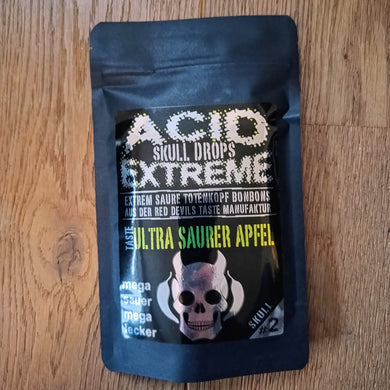 ACID
SKULL DROPS
EXTREME
EXTREM SAURE TOTENKOPF BONBONS
AUS DER RED DEVILS TASTE MANUFAKTUR
TASTE
ULTRA SAURER APFEL
mega
sauer
mega
lecker
SKULL
2